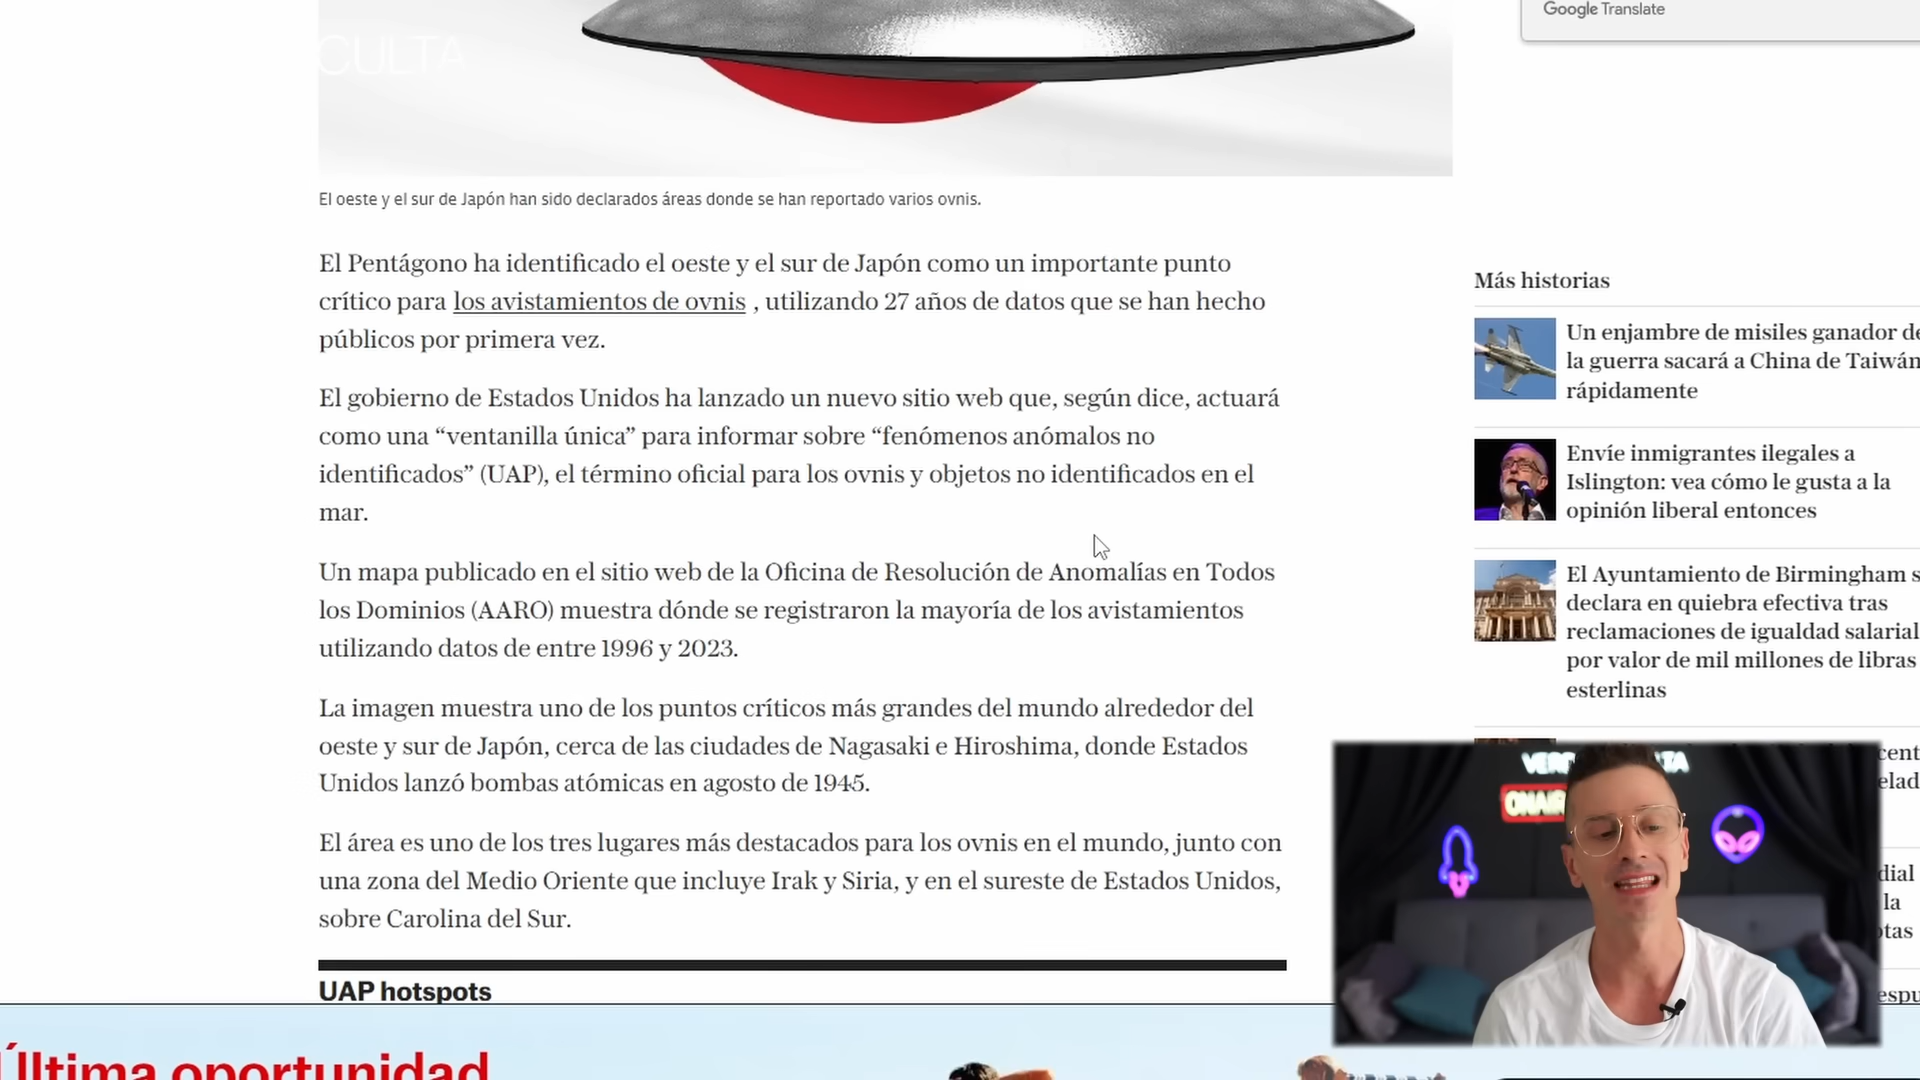 CULTA
Google Translate
El oeste y el sur de Japón han sido declarados áreas donde se han reportado varios ovnis.
El Pentágono ha identificado el oeste y el sur de Japón como un importante punto
crítico para los avistamientos de ovnis , utilizando 27 años de datos que se han hecho
públicos por primera vez.
El gobierno de Estados Unidos ha lanzado un nuevo sitio web que, según dice, actuará
como una “ventanilla única” para informar sobre “fenómenos anómalos no
identificados” (UAP), el término oficial para los ovnis y objetos no identificados en el
mar.
Un mapa publicado en el sitio web de la Oficina de Resolución de Anomalías en Todos
los Dominios (AARO) muestra dónde se registraron la mayoría de los avistamientos
utilizando datos de entre 1996 y 2023.
La imagen muestra uno de los puntos críticos más grandes del mundo alrededor del
oeste y sur de Japón, cerca de las ciudades de Nagasaki e Hiroshima, donde Estados
Unidos lanzó bombas atómicas en agosto de 1945.
El área es uno de los tres lugares más destacados para los ovnis en el mundo, junto con
una zona del Medio Oriente que incluye Irak y Siria, y en el sureste de Estados Unidos,
sobre Carolina del Sur.
UAP hotspots
Última oportunidad
Más historias
Un enjambre de misiles ganador de
la guerra sacará a China de Taiwán
rápidamente
Envíe inmigrantes ilegales a
Islington: vea cómo le gusta a la
opinión liberal entonces
El Ayuntamiento de Birmingham s
declara en quiebra efectiva tras
reclamaciones de igualdad salarial
por valor de mil millones de libras
esterlinas
cent
elad
dial
la
otas
espu
ON AIR